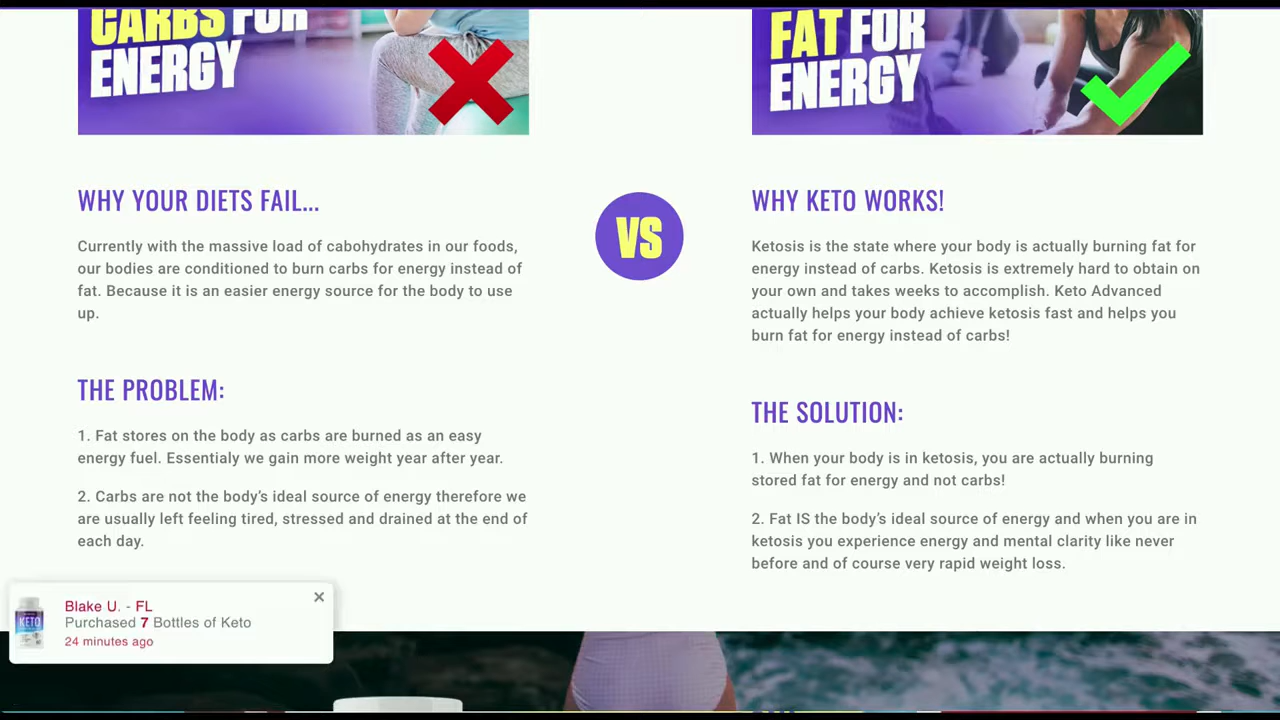 CARBS FOR
ENERGY
FAT FOR
ENERGY
WHY YOUR DIETS FAIL...
Currently with the massive load of cabohydrates in our foods,
our bodies are conditioned to burn carbs for energy instead of
fat. Because it is an easier energy source for the body to use
up.
THE PROBLEM:
1. Fat stores on the body as carbs are burned as an easy
energy fuel. Essentialy we gain more weight year after year.
2. Carbs are not the body's ideal source of energy therefore we
are usually left feeling tired, stressed and drained at the end of
each day.
VS
WHY KETO WORKS!
Ketosis is the state where your body is actually burning fat for
energy instead of carbs. Ketosis is extremely hard to obtain on
your own and takes weeks to accomplish. Keto Advanced
actually helps your body achieve ketosis fast and helps you
burn fat for energy instead of carbs!
THE SOLUTION:
1. When your body is in ketosis, you are actually burning
stored fat for energy and not carbs!
2. Fat IS the body's ideal source of energy and when you are in
ketosis you experience energy and mental clarity like never
before and of course very rapid weight loss.
KETO
Blake U. - FL
Purchased 7 Bottles of Keto
24 minutes ago